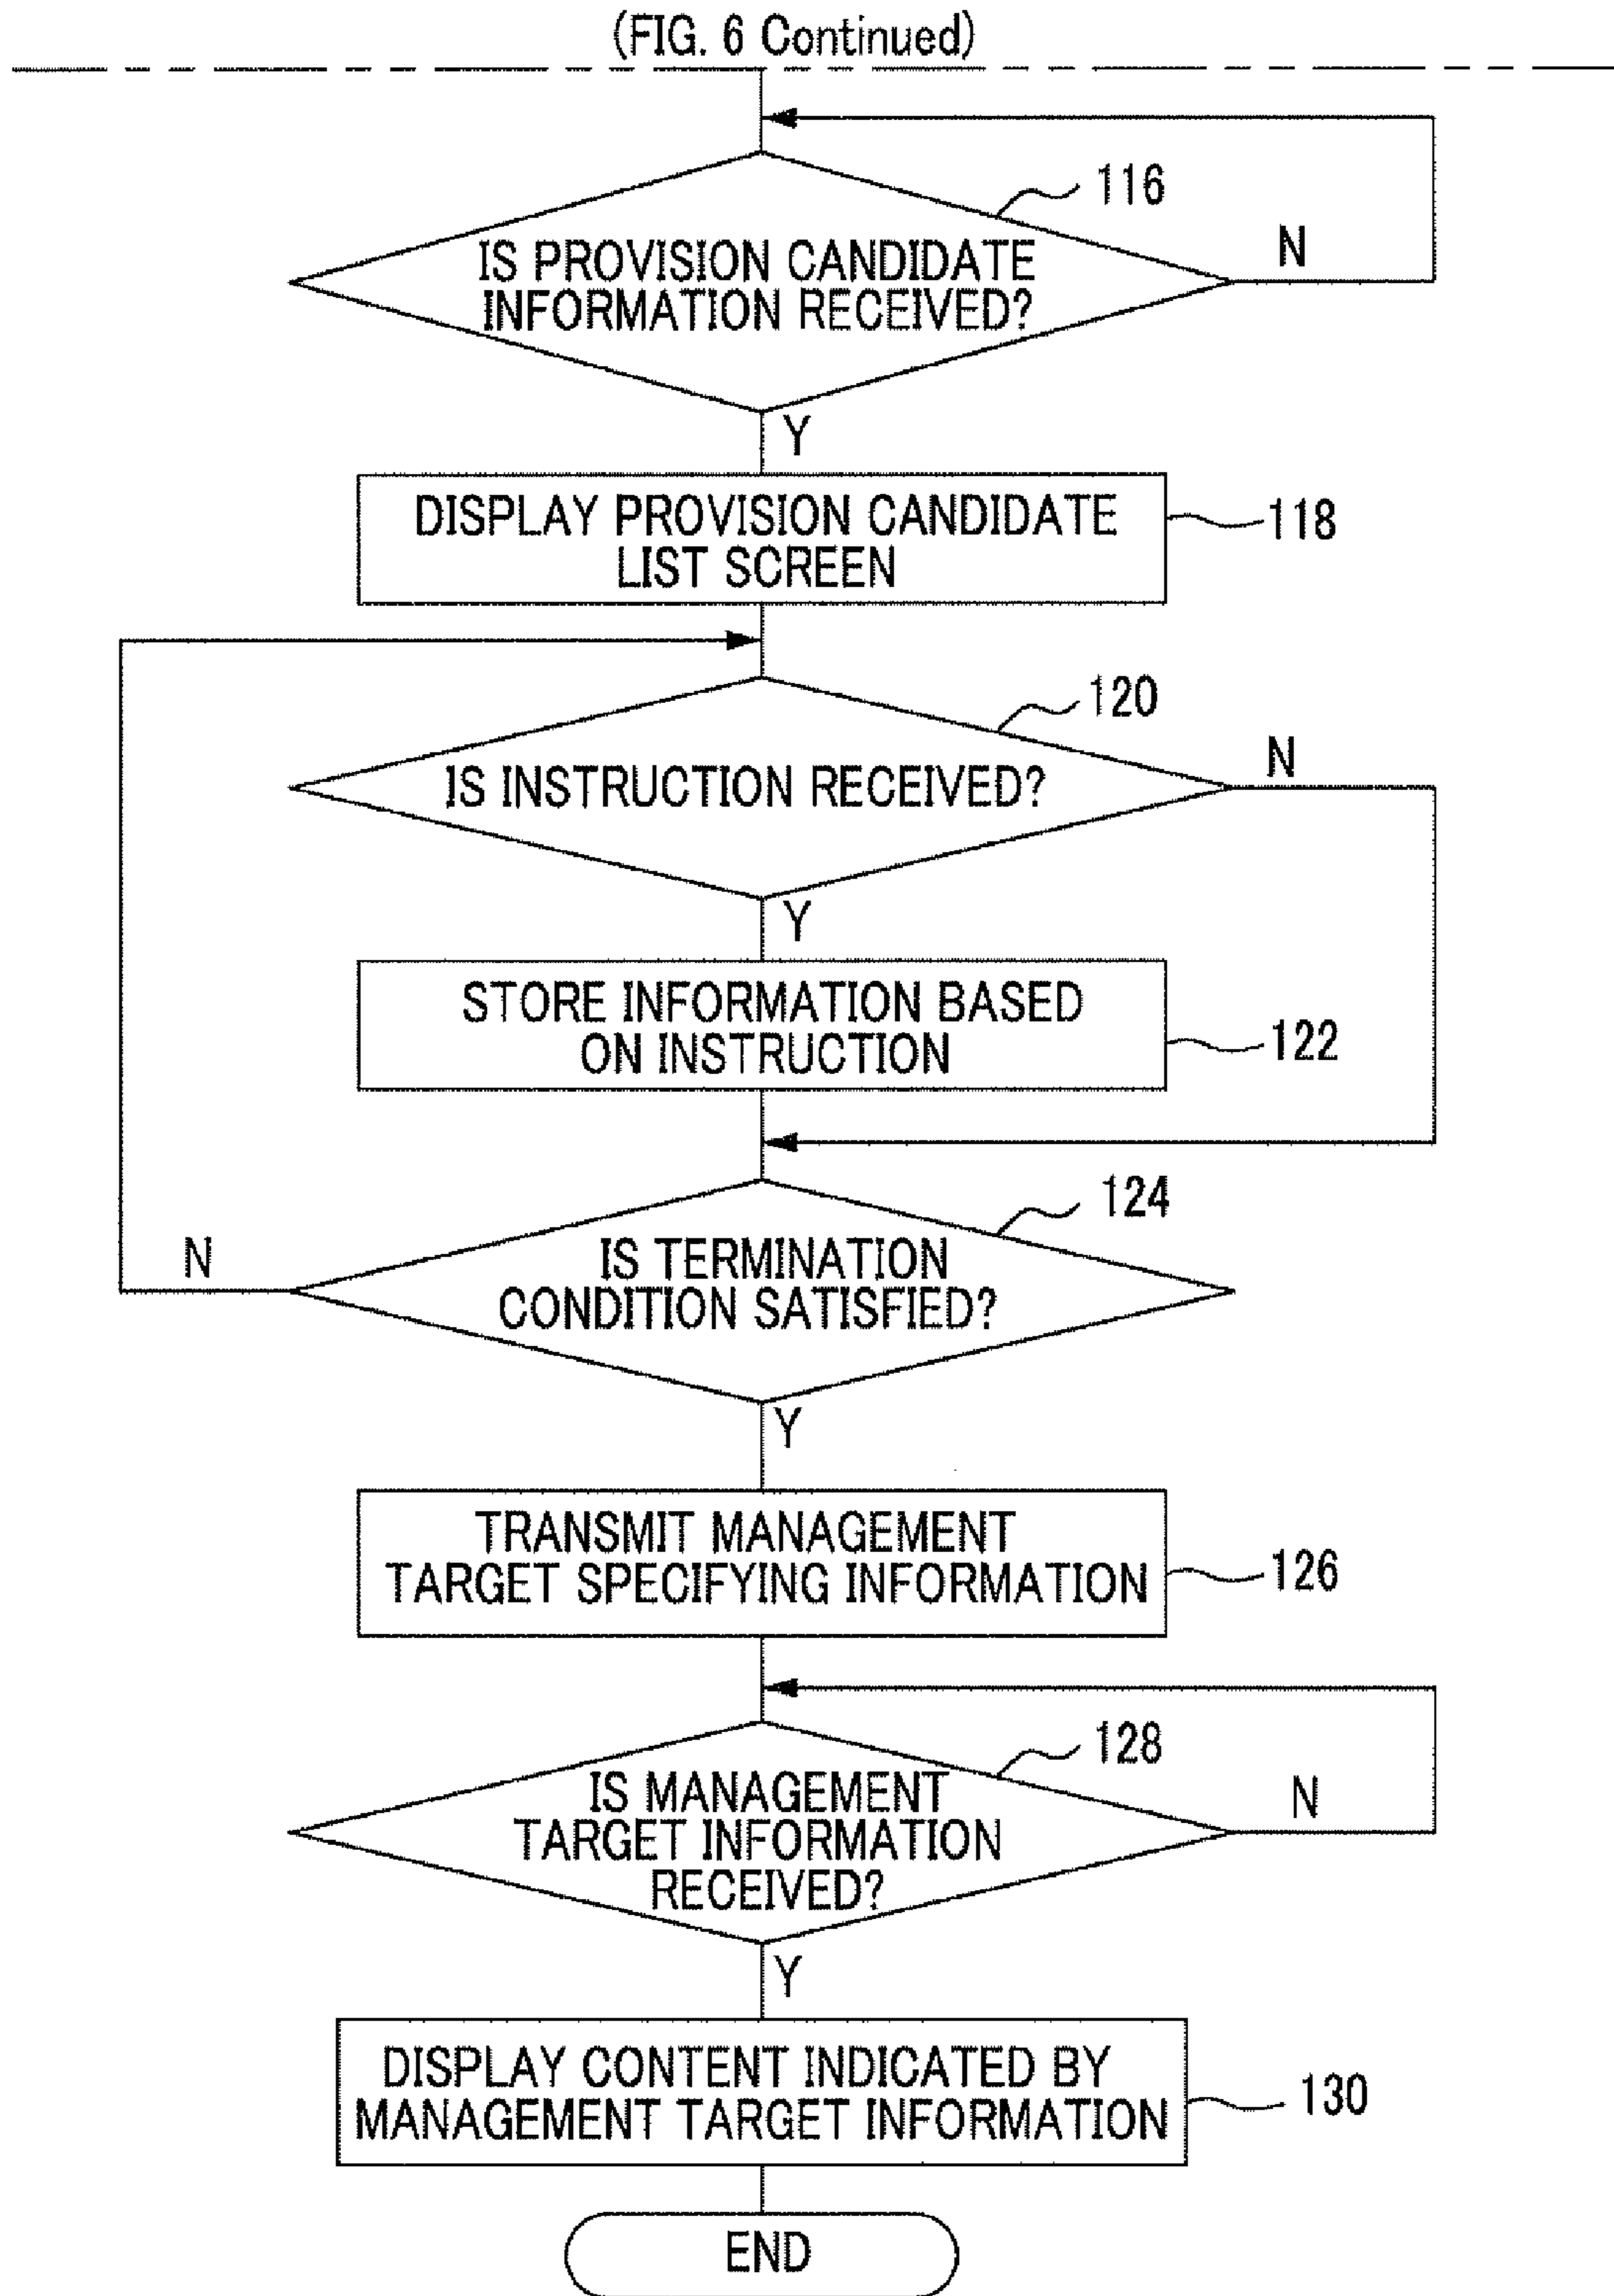 (FIG. 6 Continued)
116
IS PROVISION CANDIDATE
INFORMATION RECEIVED?
N
Y
DISPLAY PROVISION CANDIDATE
LIST SCREEN
118
120
IS INSTRUCTION RECEIVED?
N
Y
STORE INFORMATION BASED
ON INSTRUCTION
122
124
IS TERMINATION
CONDITION SATISFIED?
N
Y
TRANSMIT MANAGEMENT
TARGET SPECIFYING INFORMATION
126
128
IS MANAGEMENT
TARGET INFORMATION
RECEIVED?
N
Y
DISPLAY CONTENT INDICATED BY
MANAGEMENT TARGET INFORMATION
130
END